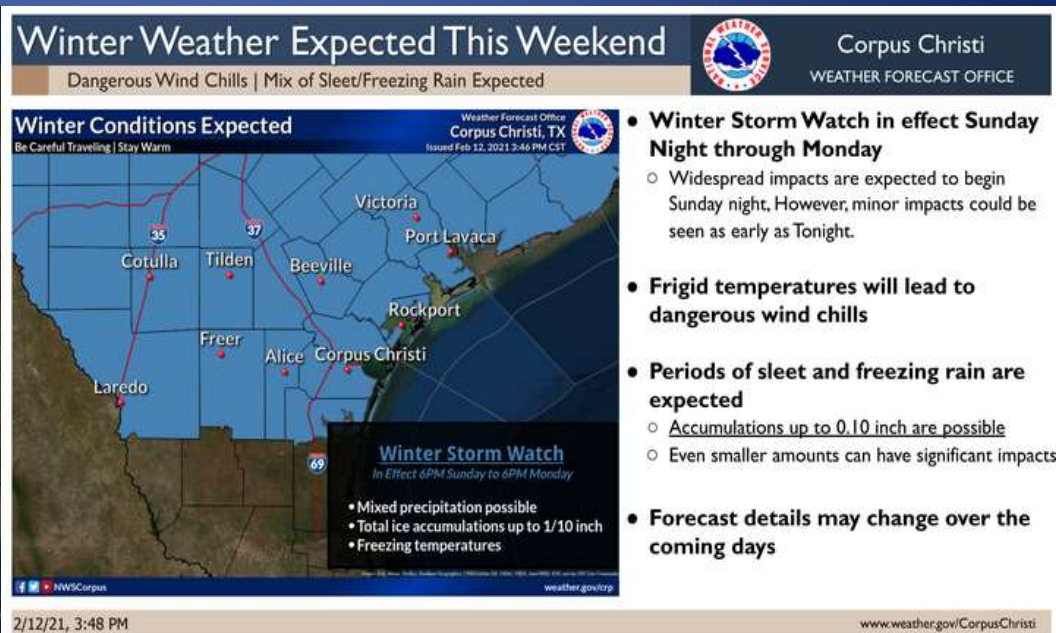 Winter Weather Expected This Weekend
Dangerous Wind Chills | Mix of Sleet/Freezing Rain Expected
NATIONAL WEATHER SERVICE
Corpus Christi
WEATHER FORECAST OFFICE
Winter Conditions Expected
Be Careful Traveling | Stay Warm
Weather Forecast Office
Corpus Christi, TX
Issued Feb 12, 2021 3:46 PM CST
Victoria
35
37
Port Lavaca
Cotulla
Tilden
Beeville
Rockport
Freer
Alice
Corpus Christi
Laredo
69
Winter Storm Watch
In Effect 6PM Sunday to 6PM Monday
• Mixed precipitation possible
• Total ice accumulations up to 1/10 inch
• Freezing temperatures
NWSCorpus
weather.gov/crp
• Winter Storm Watch in effect Sunday
Night through Monday
○ Widespread impacts are expected to begin
Sunday night, However, minor impacts could be
seen as early as Tonight.
• Frigid temperatures will lead to
dangerous wind chills
• Periods of sleet and freezing rain are
expected
○ Accumulations up to 0.10 inch are possible
○ Even smaller amounts can have significant impacts
• Forecast details may change over the
coming days
2/12/21, 3:48 PM
www.weather.gov/CorpusChristi